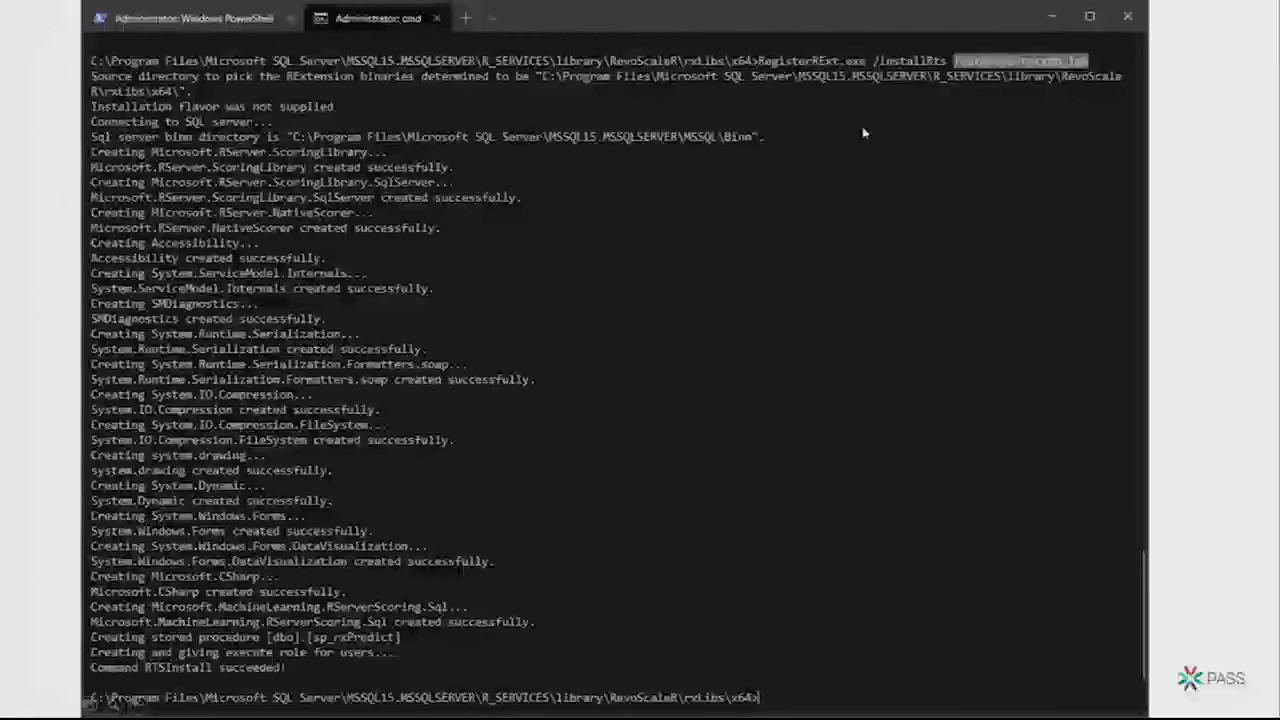 Administrator: Windows PowerShell
Administrator: cmd
C:\Program Files\Microsoft SQL Server\MSSQL15.MSSQLSERVER\R_SERVICES\library\RevoScaleR\rxLibs\x64>RegisterRExt.exe /installRts
Source directory to pick the RExtension binaries determined to be "C:\Program Files\Microsoft SQL Server\MSSQL15.MSSQLSERVER\R_SERVICES\library\RevoScale
R\rxLibs\x64\".
Installation flavor was not supplied
Connecting to SQL server...
Sql server binn directory is "C:\Program Files\Microsoft SQL Server\MSSQL15.MSSQLSERVER\MSSQL\Binn".
Creating Microsoft.RServer.ScoringLibrary...
Microsoft.RServer.ScoringLibrary created successfully.
Creating Microsoft.RServer.ScoringLibrary.SqlServer...
Microsoft.RServer.ScoringLibrary.SqlServer created successfully.
Creating Microsoft.RServer.NativeScorer...
Microsoft.RServer.NativeScorer created successfully.
Creating Accessibility...
Accessibility created successfully.
Creating System.ServiceModel.Internals...
System.ServiceModel.Internals created successfully.
Creating SMDiagnostics...
SMDiagnostics created successfully.
Creating System.Runtime.Serialization...
System.Runtime.Serialization created successfully.
Creating System.Runtime.Serialization.Formatters.soap...
System.Runtime.Serialization.Formatters.soap created successfully.
Creating System.IO.Compression...
System.IO.Compression created successfully.
Creating System.IO.Compression.FileSystem...
System.IO.Compression.FileSystem created successfully.
Creating system.drawing...
system.drawing created successfully.
Creating System.Dynamic...
System.Dynamic created successfully.
Creating System.Windows.Forms...
System.Windows.Forms created successfully.
Creating System.Windows.Forms.DataVisualization...
System.Windows.Forms.DataVisualization created successfully.
Creating Microsoft.CSharp...
Microsoft.CSharp created successfully.
Creating Microsoft.MachineLearning.RServerScoring.Sql...
Microsoft.MachineLearning.RServerScoring.Sql created successfully.
Creating stored procedure [dbo].[sp_rxPredict]
Creating and giving execute role for users...
Command RTSInstall succeeded!
C:\Program Files\Microsoft SQL Server\MSSQL15.MSSQLSERVER\R_SERVICES\library\RevoScaleR\rxLibs\x64>
PASS